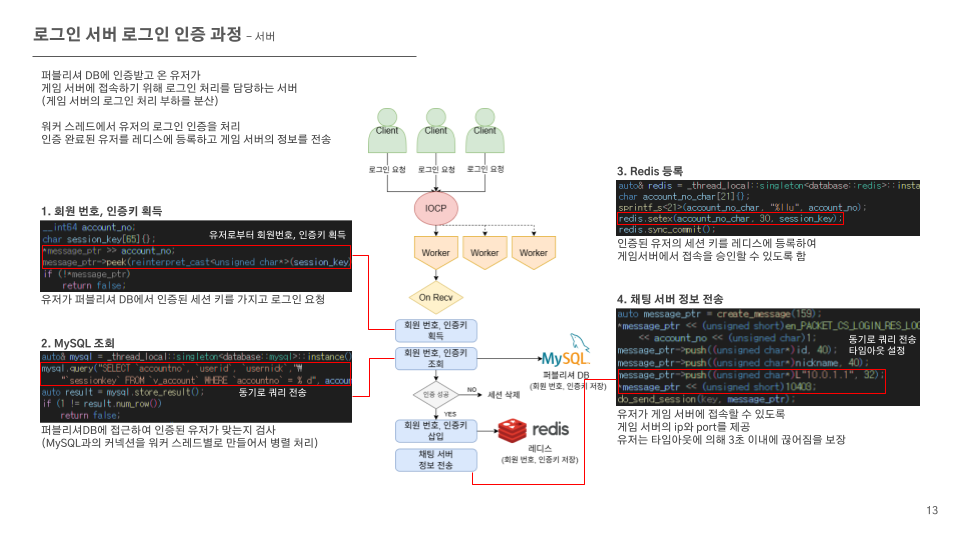 로그인 서버 로그인 인증 과정 - 서버
퍼블리셔 DB에 인증받고 온 유저가
게임 서버에 접속하기 위해 로그인 처리를 담당하는 서버
(게임 서버의 로그인 처리 부하를 분산)
워커 스레드에서 유저의 로그인 인증을 처리
인증 완료된 유저를 레디스에 등록하고 게임 서버의 정보를 전송
1. 회원 번호, 인증키 획득
__int64 account_no;
char session_key[65]{};
유저로부터 회원번호, 인증키 획득
*message_ptr >> account_no;
message_ptr->peek(reinterpret_cast<unsigned char*>(session_key,
if (!*message_ptr)
return false;
유저가 퍼블리셔 DB에서 인증된 세션 키를 가지고 로그인 요청
2. MySQL 조회
auto& mysql = _thread_local::singleton<database::mysql>::instance()
mysql.query("SELECT `accountno`, `userid`, `usernick`,"₩
"`sessionkey` FROM `v_account` WHERE `accountno` = % d", accour
auto result = mysql.store_result();
동기로 쿼리 전송
if (1 != result.num_row())
return false;
퍼블리셔DB에 접근하여 인증된 유저가 맞는지 검사
(MySQL과의 커넥션을 워커 스레드별로 만들어서 병렬 처리)
Client
Client
Client
로그인 요청
로그인 요청
로그인 요청
IOCP
Worker
Worker
Worker
On Recv
회원 번호, 인증키
획득
회원 번호, 인증키
조회
MySQL
퍼블리셔 DB
(회원 번호, 인증키 저장)
인증 성공
NO
세션 삭제
YES
회원 번호, 인증키
삽입
redis
레디스
(회원 번호, 인증키 저장)
채팅 서버
정보 전송
3. Redis 등록
auto& redis = _thread_local::singleton<database::redis>::insta
char account_no_char[21]{};
sprintf_s<21>(account_no_char, "%llu", account_no);
redis.setex(account_no_char, 30, session_key);
redis.sync_commit();
인증된 유저의 세션 키를 레디스에 등록하여
게임서버에서 접속을 승인할 수 있도록 함
4. 채팅 서버 정보 전송
auto message_ptr = create_message(159);
*message_ptr << (unsigned short)en_PACKET_CS_LOGIN_RES_LOG
<< account_no << (unsigned char)1;
동기로 쿼리 전송
message_ptr->push((unsigned char*)id, 40);
타임아웃 설정
message_ptr->push((unsigned char*)nickname, 40);
message_ptr->push((unsigned char*)L"10.0.1.1", 32);
*message_ptr << (unsigned short)10403;
do_send_session(key, message_ptr);
유저가 게임 서버에 접속할 수 있도록
게임 서버의 ip와 port를 제공
유저는 타임아웃에 의해 3초 이내에 끊어짐을 보장
13